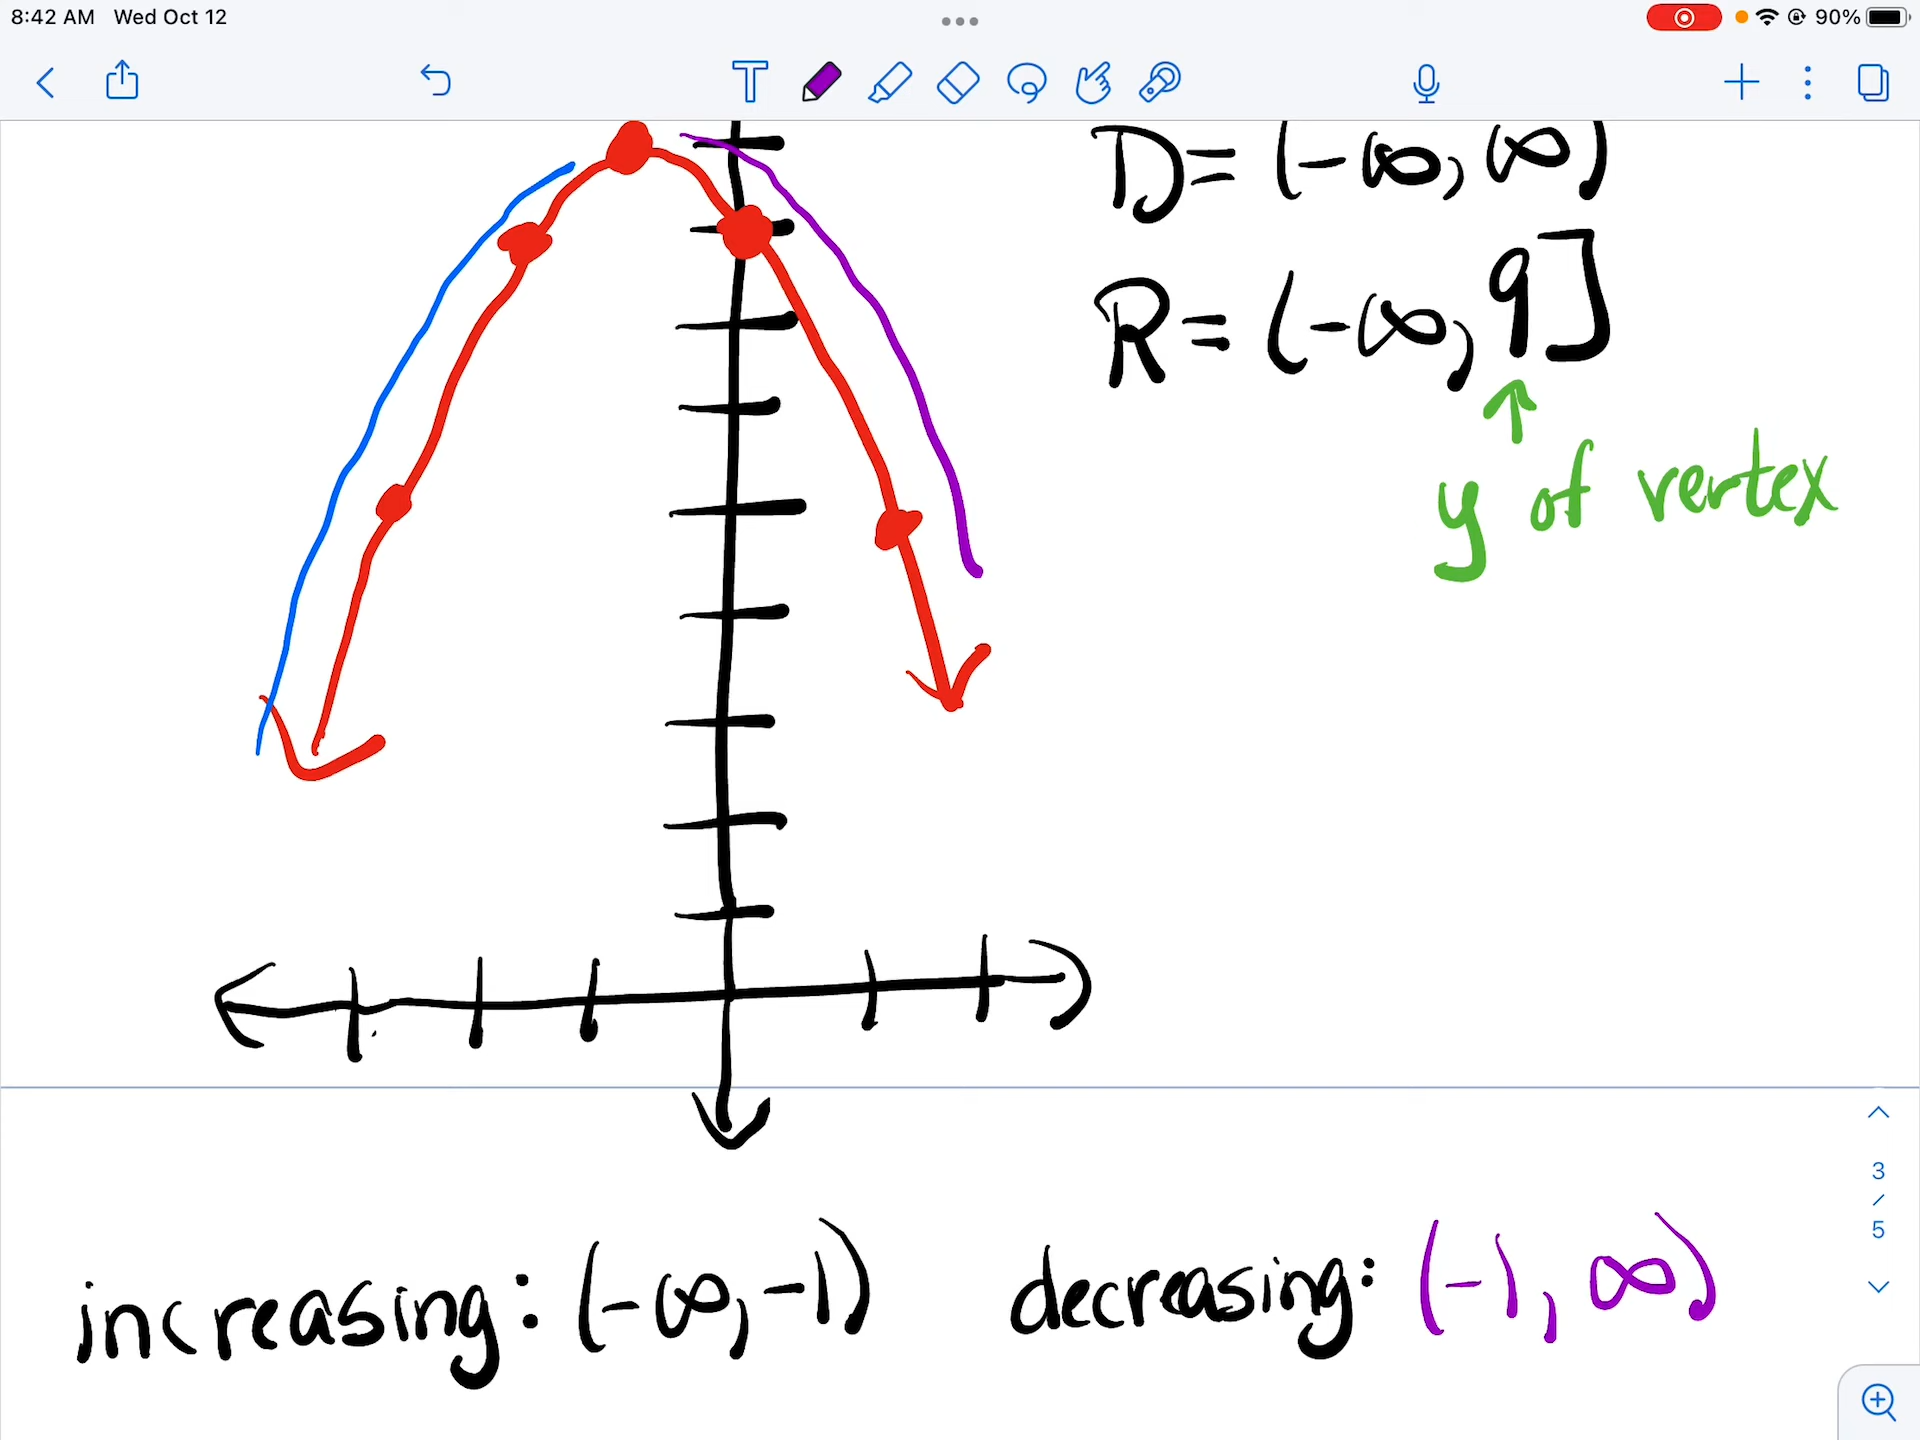 8:42 AM Wed Oct 12
90%
T
D= (-∞, ∞)
R= (-∞, 9]
↑
y of vertex
3
/
5
increasing: (-∞, -1) decreasing: (-1, ∞)